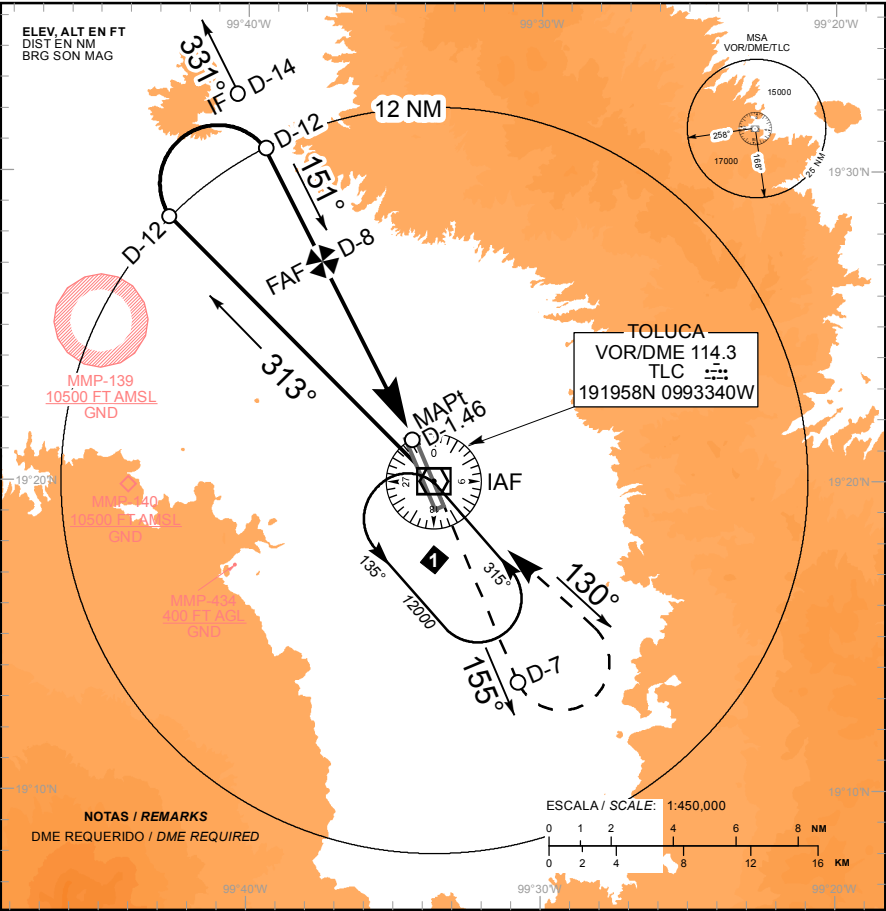 99°40'W
99°30'W
99°20'W
ELEV, ALT EN FT
DIST EN NM
BRG SON MAG
MSA
VOR/DME/TLC
15000
258°
17000
168°
25 NM
331°
IF
D-14
D-12
12 NM
19°30'N
19°30'N
151°
D-12
D-8
FAF
313°
MMP-139
10500 FT AMSL
GND
TOLUCA
VOR/DME 114.3
TLC
191958N 0993340W
MAPt
D-1.46
0
9
18
27
IAF
19°20'N
19°20'N
MMP-140
10500 FT AMSL
GND
1
135°
315°
130°
12000
MMP-434
400 FT AGL
GND
155°
D-7
19°10'N
19°10'N
NOTAS / REMARKS
DME REQUERIDO / DME REQUIRED
ESCALA / SCALE: 1:450,000
0 1 2 4 6 8 NM
0 2 4 8 12 16 KM
99°40'W
99°30'W
99°20'W